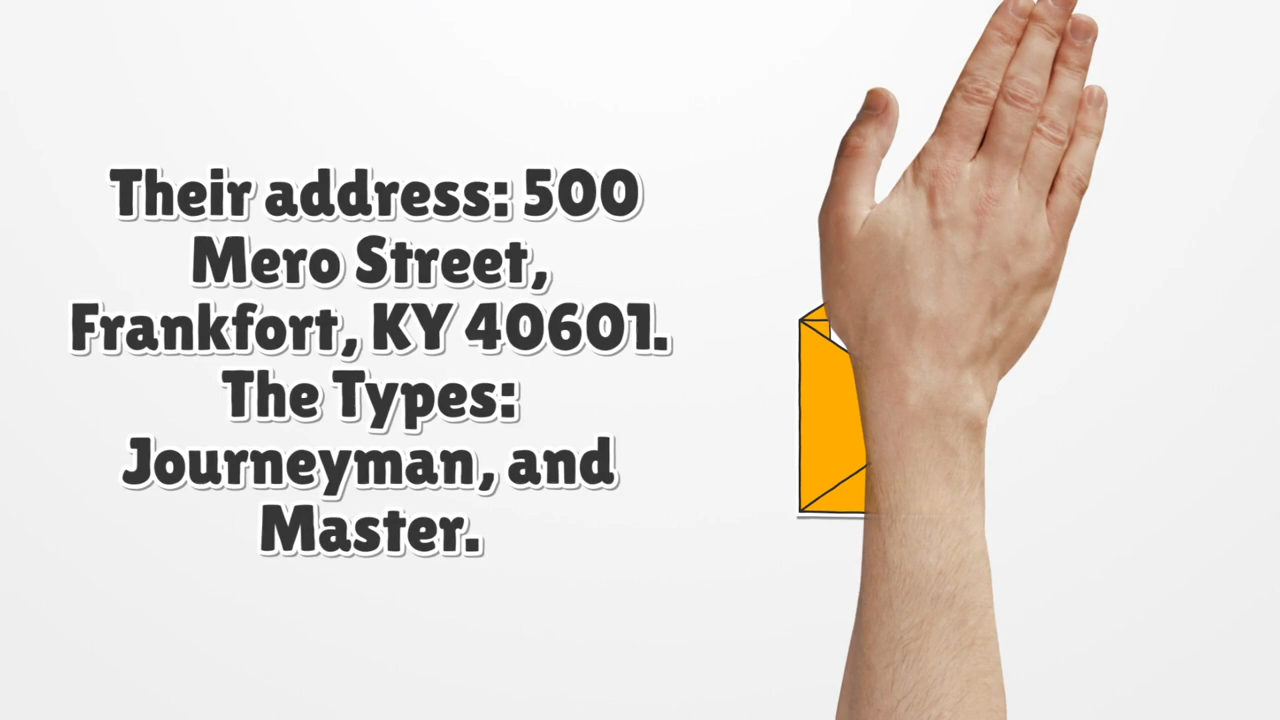 Their address: 500
Mero Street,
Frankfort, KY 40601.
The Types:
Journeyman, and
Master.